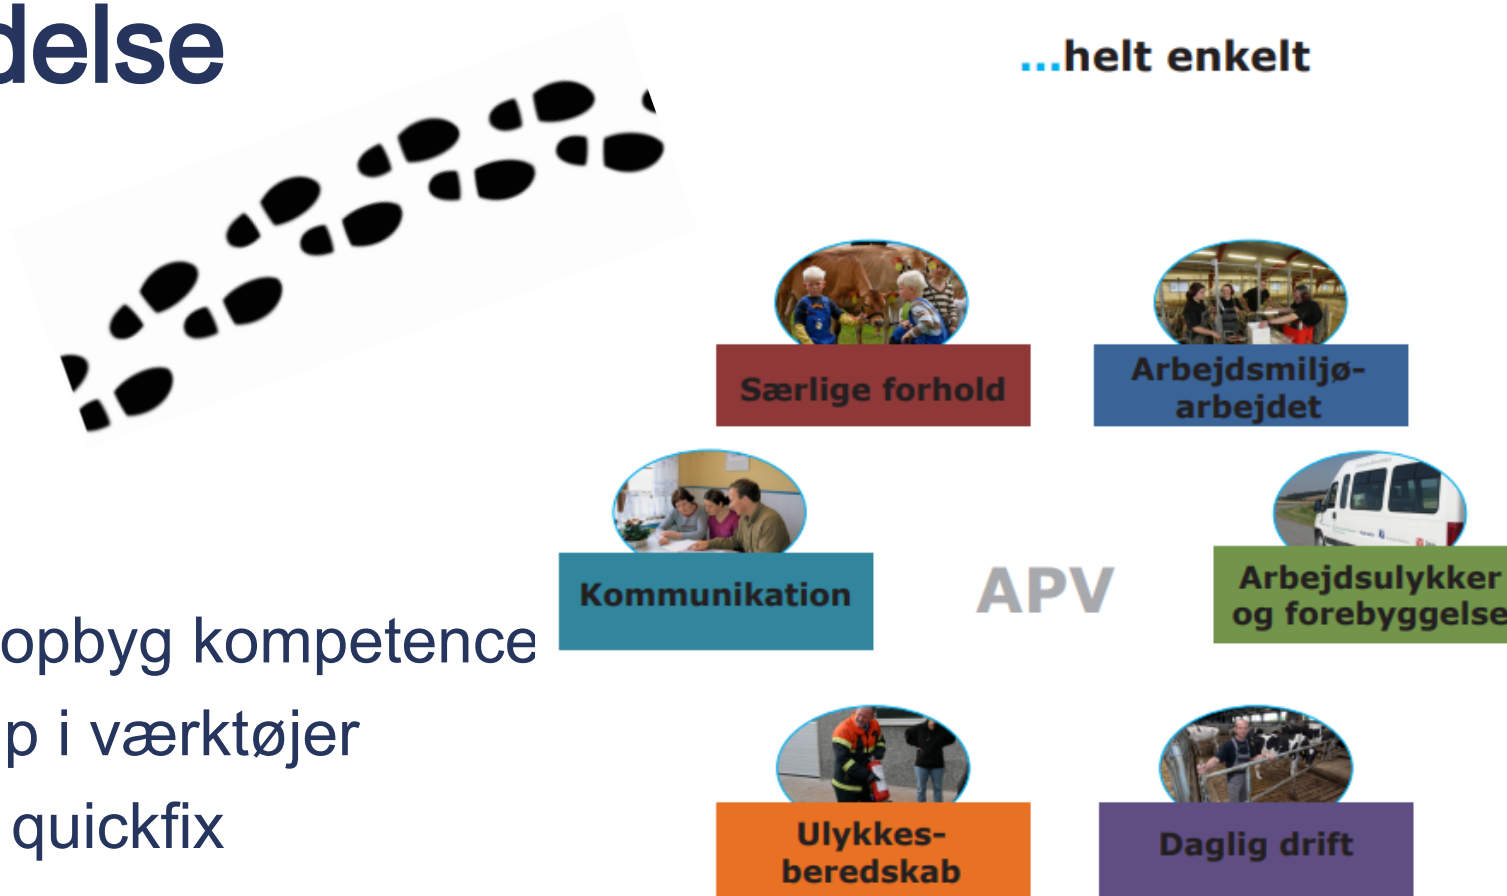 delse
...helt enkelt
Særlige forhold
Arbejdsmiljø-
arbejdet
Kommunikation
APV
Arbejdsulykker
og forebyggelse
opbyg kompetence
p i værktøjer
quickfix
Ulykkes-
beredskab
Daglig drift